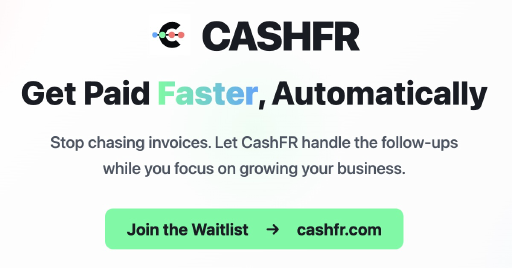 CASHFR
Get Paid Faster, Automatically
Stop chasing invoices. Let CashFR handle the follow-ups
while you focus on growing your business.
Join the Waitlist → cashfr.com